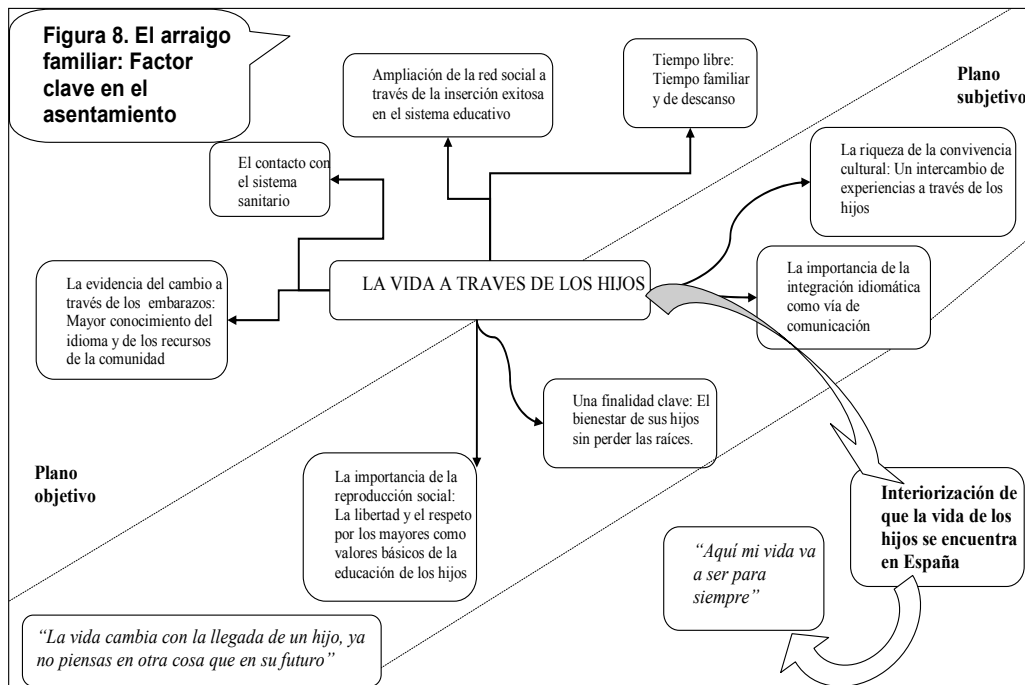 Figura 8. El arraigo
familiar: Factor
clave en el
asentamiento
Ampliación de la red social a
través de la inserción exitosa
en el sistema educativo
Tiempo libre:
Tiempo familiar
y de descanso
Plano
subjetivo
El contacto con
el sistema
sanitario
La riqueza de la convivencia
cultural: Un intercambio de
experiencias a través de los
hijos
La evidencia del cambio a
través de los embarazos:
Mayor conocimiento del
idioma y de los recursos
de la comunidad
LA VIDA A TRAVES DE LOS HIJOS
La importancia de la
integración idiomática
como vía de
comunicación
Una finalidad clave: El
bienestar de sus hijos
sin perder las raíces.
Plano
objetivo
La importancia de la
reproducción social:
La libertad y el respeto
por los mayores como
valores básicos de la
educación de los hijos
Interiorización de
que la vida de los
hijos se encuentra
en España
“Aquí mi vida va
a ser para
siempre”
“La vida cambia con la llegada de un hijo, ya
no piensas en otra cosa que en su futuro”